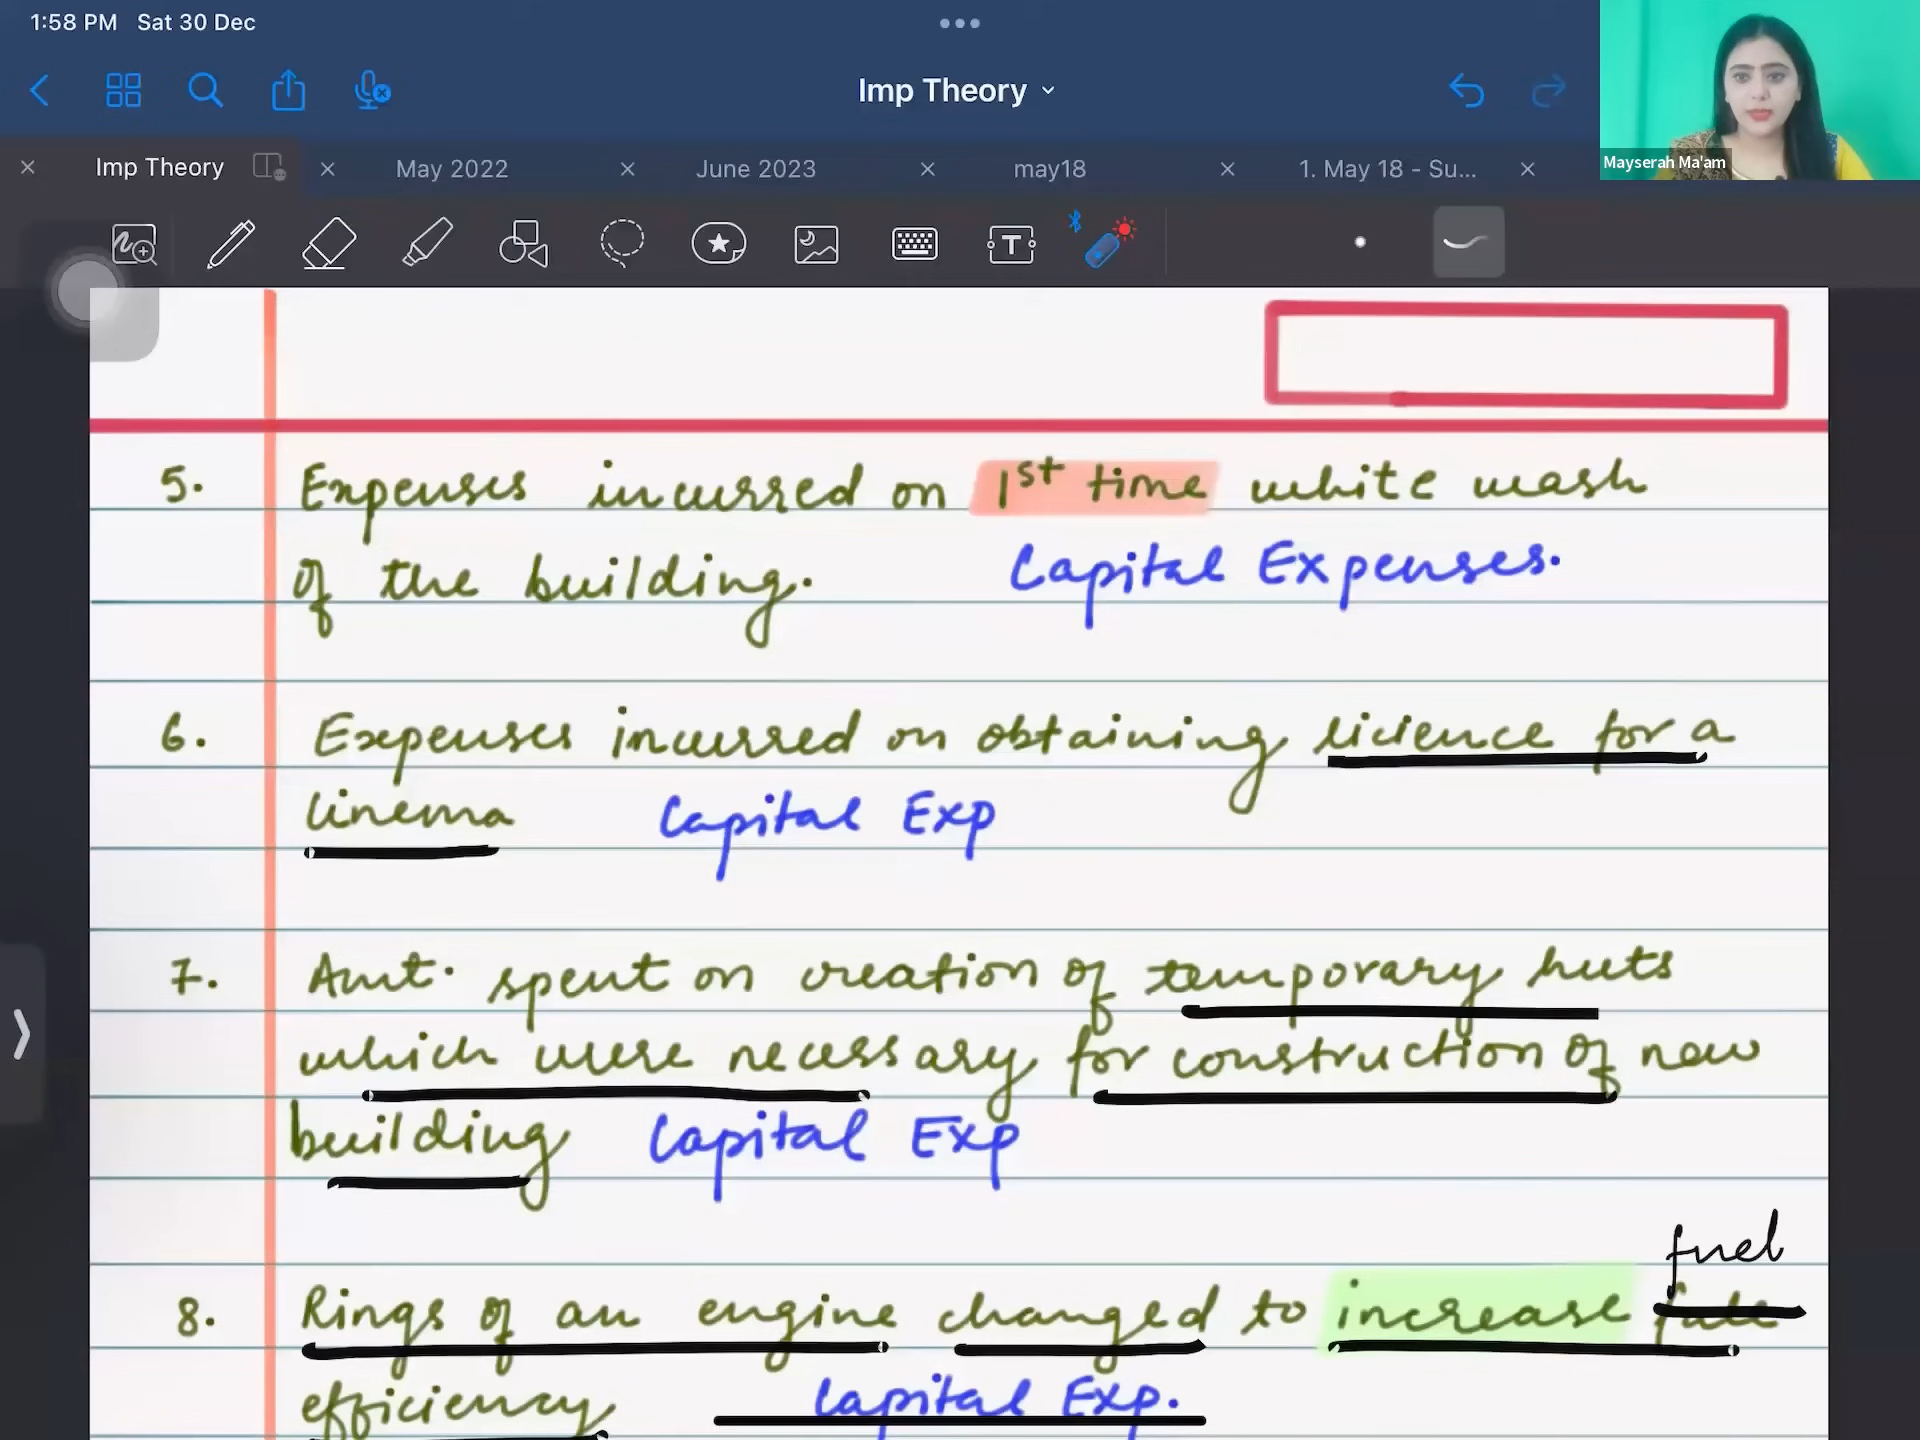 1:58 PM Sat 30 Dec
Imp Theory
Mayserah Ma'am
Imp Theory May 2022 June 2023 may18 1. May 18 - Su...
5. Expenses incurred on 1st time white wash
of the building. Capital Expenses.
6. Expenses incurred on obtaining licience for a
cinema Capital Exp
7. Amt. spent on creation of temporary huts
which were necessary for construction of new
building Capital Exp
fuel
8. Rings of an engine changed to increase
efficiency Capital Exp.